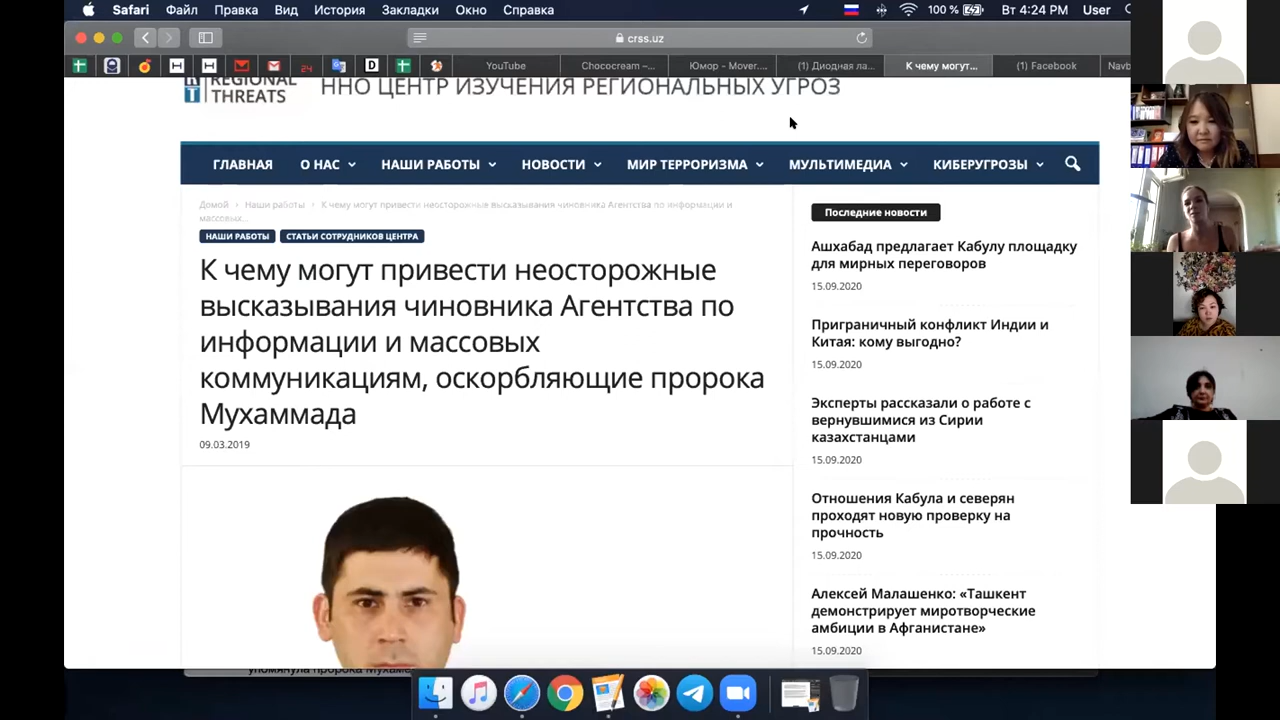 Safari Файл Правка Вид История Закладки Окно Справка 100 % Вт 4:24 PM User
crss.uz
YouTube Chococream –... Юмор - Mover.... (1) Диодная ла... К чему могут... (1) Facebook Navb
REGIONAL
THREATS
ННО ЦЕНТР ИЗУЧЕНИЯ РЕГИОНАЛЬНЫХ УГРОЗ
ГЛАВНАЯ О НАС НАШИ РАБОТЫ НОВОСТИ МИР ТЕРРОРИЗМА МУЛЬТИМЕДИА КИБЕРУГРОЗЫ
Домой › Наши работы › К чему могут привести неосторожные высказывания чиновника Агентства по информации и
массовых...
НАШИ РАБОТЫ СТАТЬИ СОТРУДНИКОВ ЦЕНТРА
К чему могут привести неосторожные
высказывания чиновника Агентства по
информации и массовых
коммуникациям, оскорбляющие пророка
Мухаммада
09.03.2019
Последние новости
Ашхабад предлагает Кабулу площадку
для мирных переговоров
15.09.2020
Приграничный конфликт Индии и
Китая: кому выгодно?
15.09.2020
Эксперты рассказали о работе с
вернувшимися из Сирии
казахстанцами
15.09.2020
Отношения Кабула и северян
проходят новую проверку на
прочность
15.09.2020
Алексей Малашенко: «Ташкент
демонстрирует миротворческие
амбиции в Афганистане»
15.09.2020